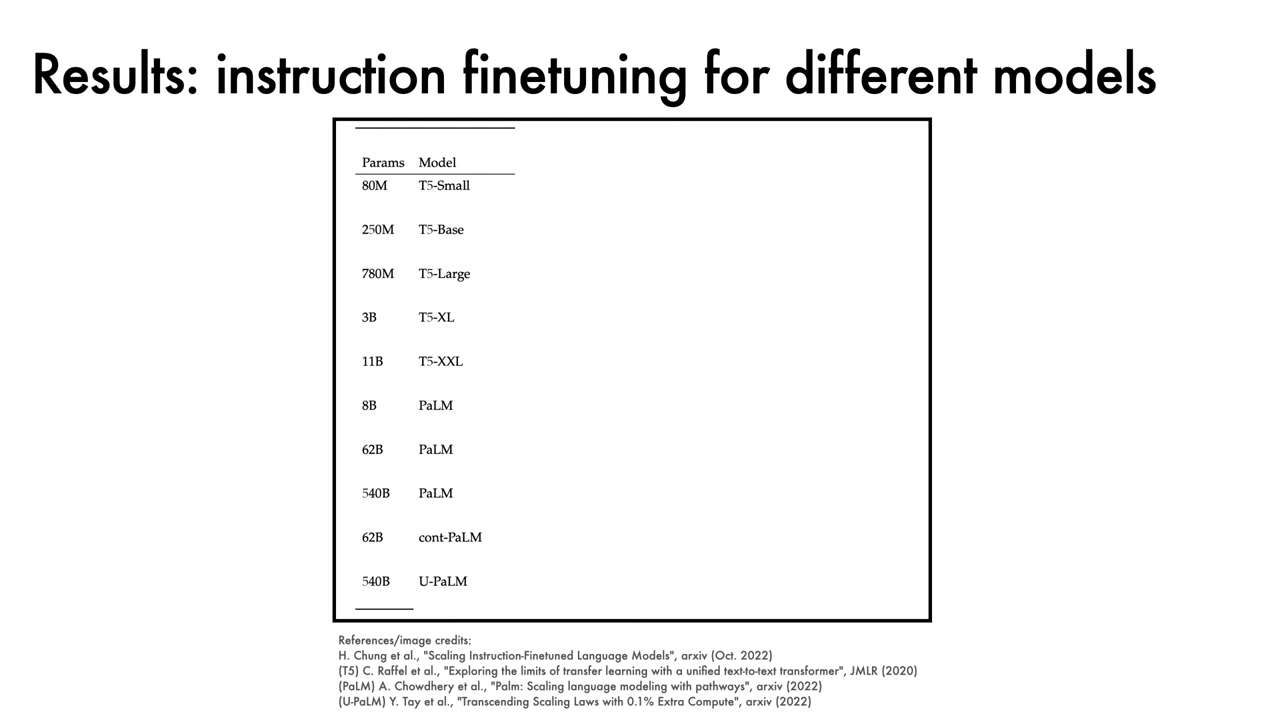 Results: instruction finetuning for different models
Params Model
80M T5-Small
250M T5-Base
780M T5-Large
3B T5-XL
11B T5-XXL
8B PaLM
62B PaLM
540B PaLM
62B cont-PaLM
540B U-PaLM
References/image credits:
H. Chung et al., "Scaling Instruction-Finetuned Language Models", arxiv (Oct. 2022)
(T5) C. Raffel et al., "Exploring the limits of transfer learning with a unified text-to-text transformer", JMLR (2020)
(PaLM) A. Chowdhery et al., "Palm: Scaling language modeling with pathways", arxiv (2022)
(U-PaLM) Y. Tay et al., "Transcending Scaling Laws with 0.1% Extra Compute", arxiv (2022)